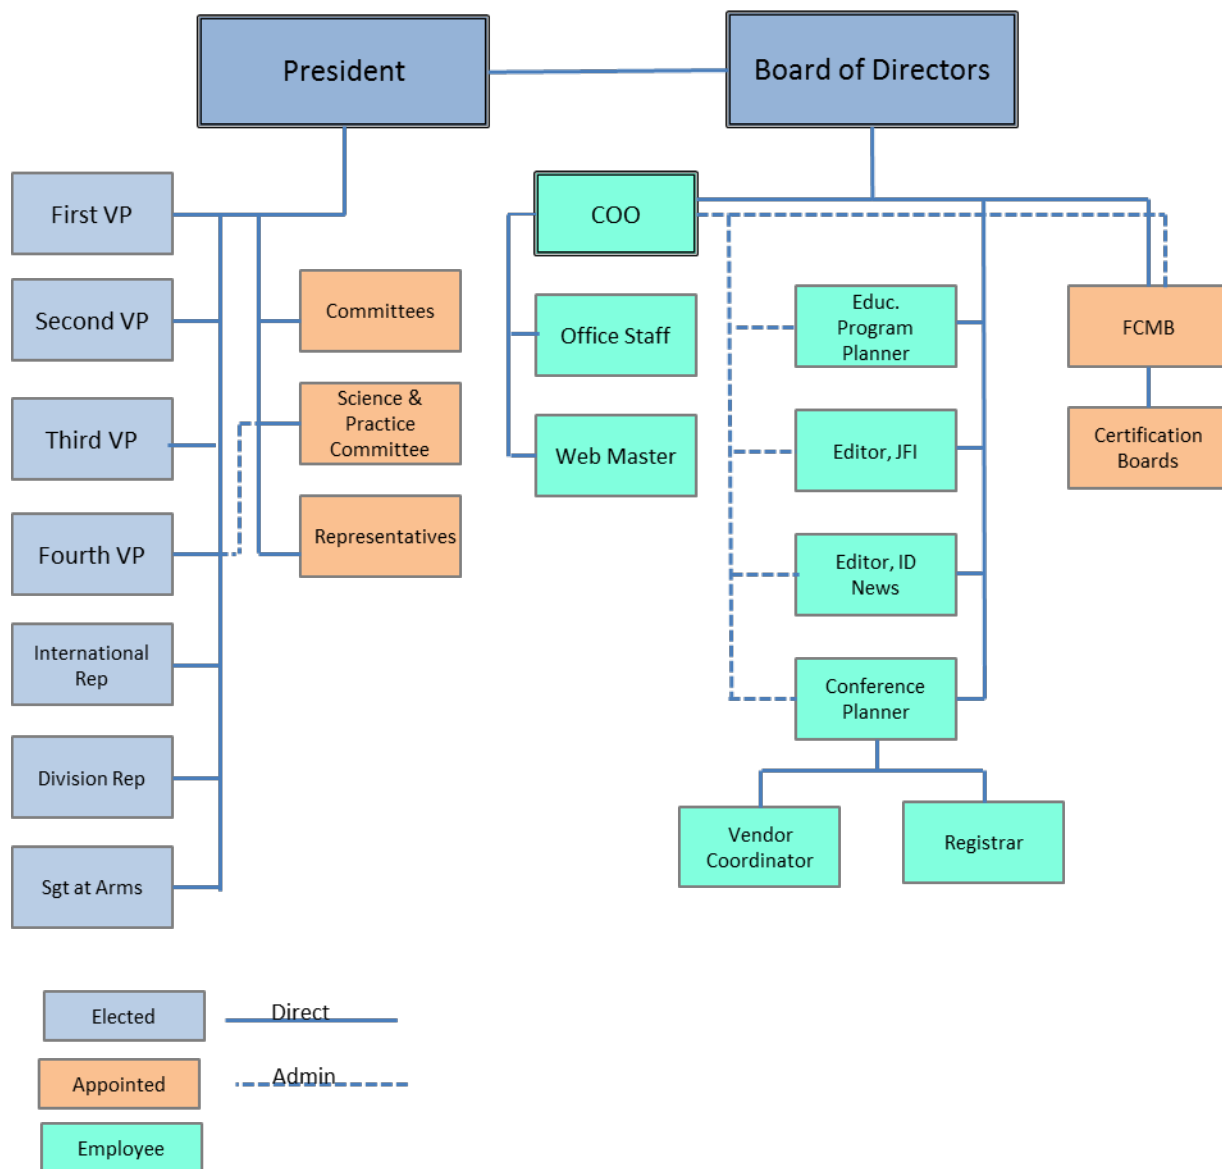 President
Board of Directors
First VP
Second VP
Third VP
Fourth VP
International
Rep
Division Rep
Sgt at Arms
Committees
Science &
Practice
Committee
Representatives
COO
Office Staff
Web Master
Educ.
Program
Planner
Editor, JFI
Editor, ID
News
Conference
Planner
Vendor
Coordinator
Registrar
FCMB
Certification
Boards
Elected
Direct
Appointed
Admin
Employee